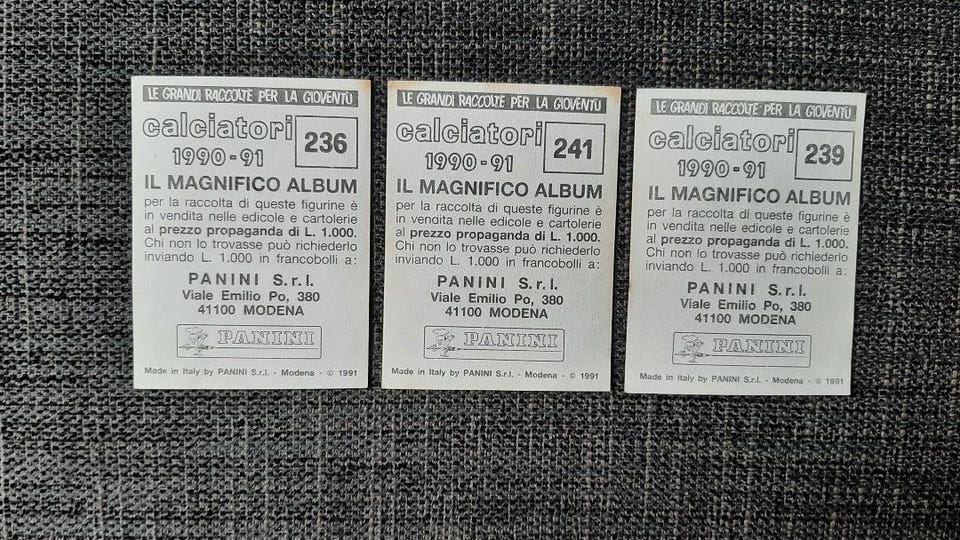 LE GRANDI RACCOLTE PER LA GIOVENTÙ
calciatori
1990-91
236
IL MAGNIFICO ALBUM
per la raccolta di queste figurine è
in vendita nelle edicole e cartolerie
al prezzo propaganda di L. 1.000.
Chi non lo trovasse può richiederlo
inviando L. 1.000 in francobolli a:
PANINI S.r.l.
Viale Emilio Po, 380
41100 MODENA
PANINI
Made in Italy by PANINI S.r.l. - Modena - © 1991
LE GRANDI RACCOLTE PER LA GIOVENTÙ
calciatori
1990-91
241
IL MAGNIFICO ALBUM
per la raccolta di queste figurine è
in vendita nelle edicole e cartolerie
al prezzo propaganda di L. 1.000.
Chi non lo trovasse può richiederlo
inviando L. 1.000 in francobolli a:
PANINI S.r.l.
Viale Emilio Po, 380
41100 MODENA
PANINI
Made in Italy by PANINI S.r.l. - Modena - © 1991
LE GRANDI RACCOLTE PER LA GIOVENTÙ
calciatori
1990-91
239
IL MAGNIFICO ALBUM
per la raccolta di queste figurine è
in vendita nelle edicole e cartolerie
al prezzo propaganda di L. 1.000.
Chi non lo trovasse può richiederlo
inviando L. 1.000 in francobolli a:
PANINI S.r.l.
Viale Emilio Po, 380
41100 MODENA
PANINI
Made in Italy by PANINI S.r.l. - Modena - © 1991